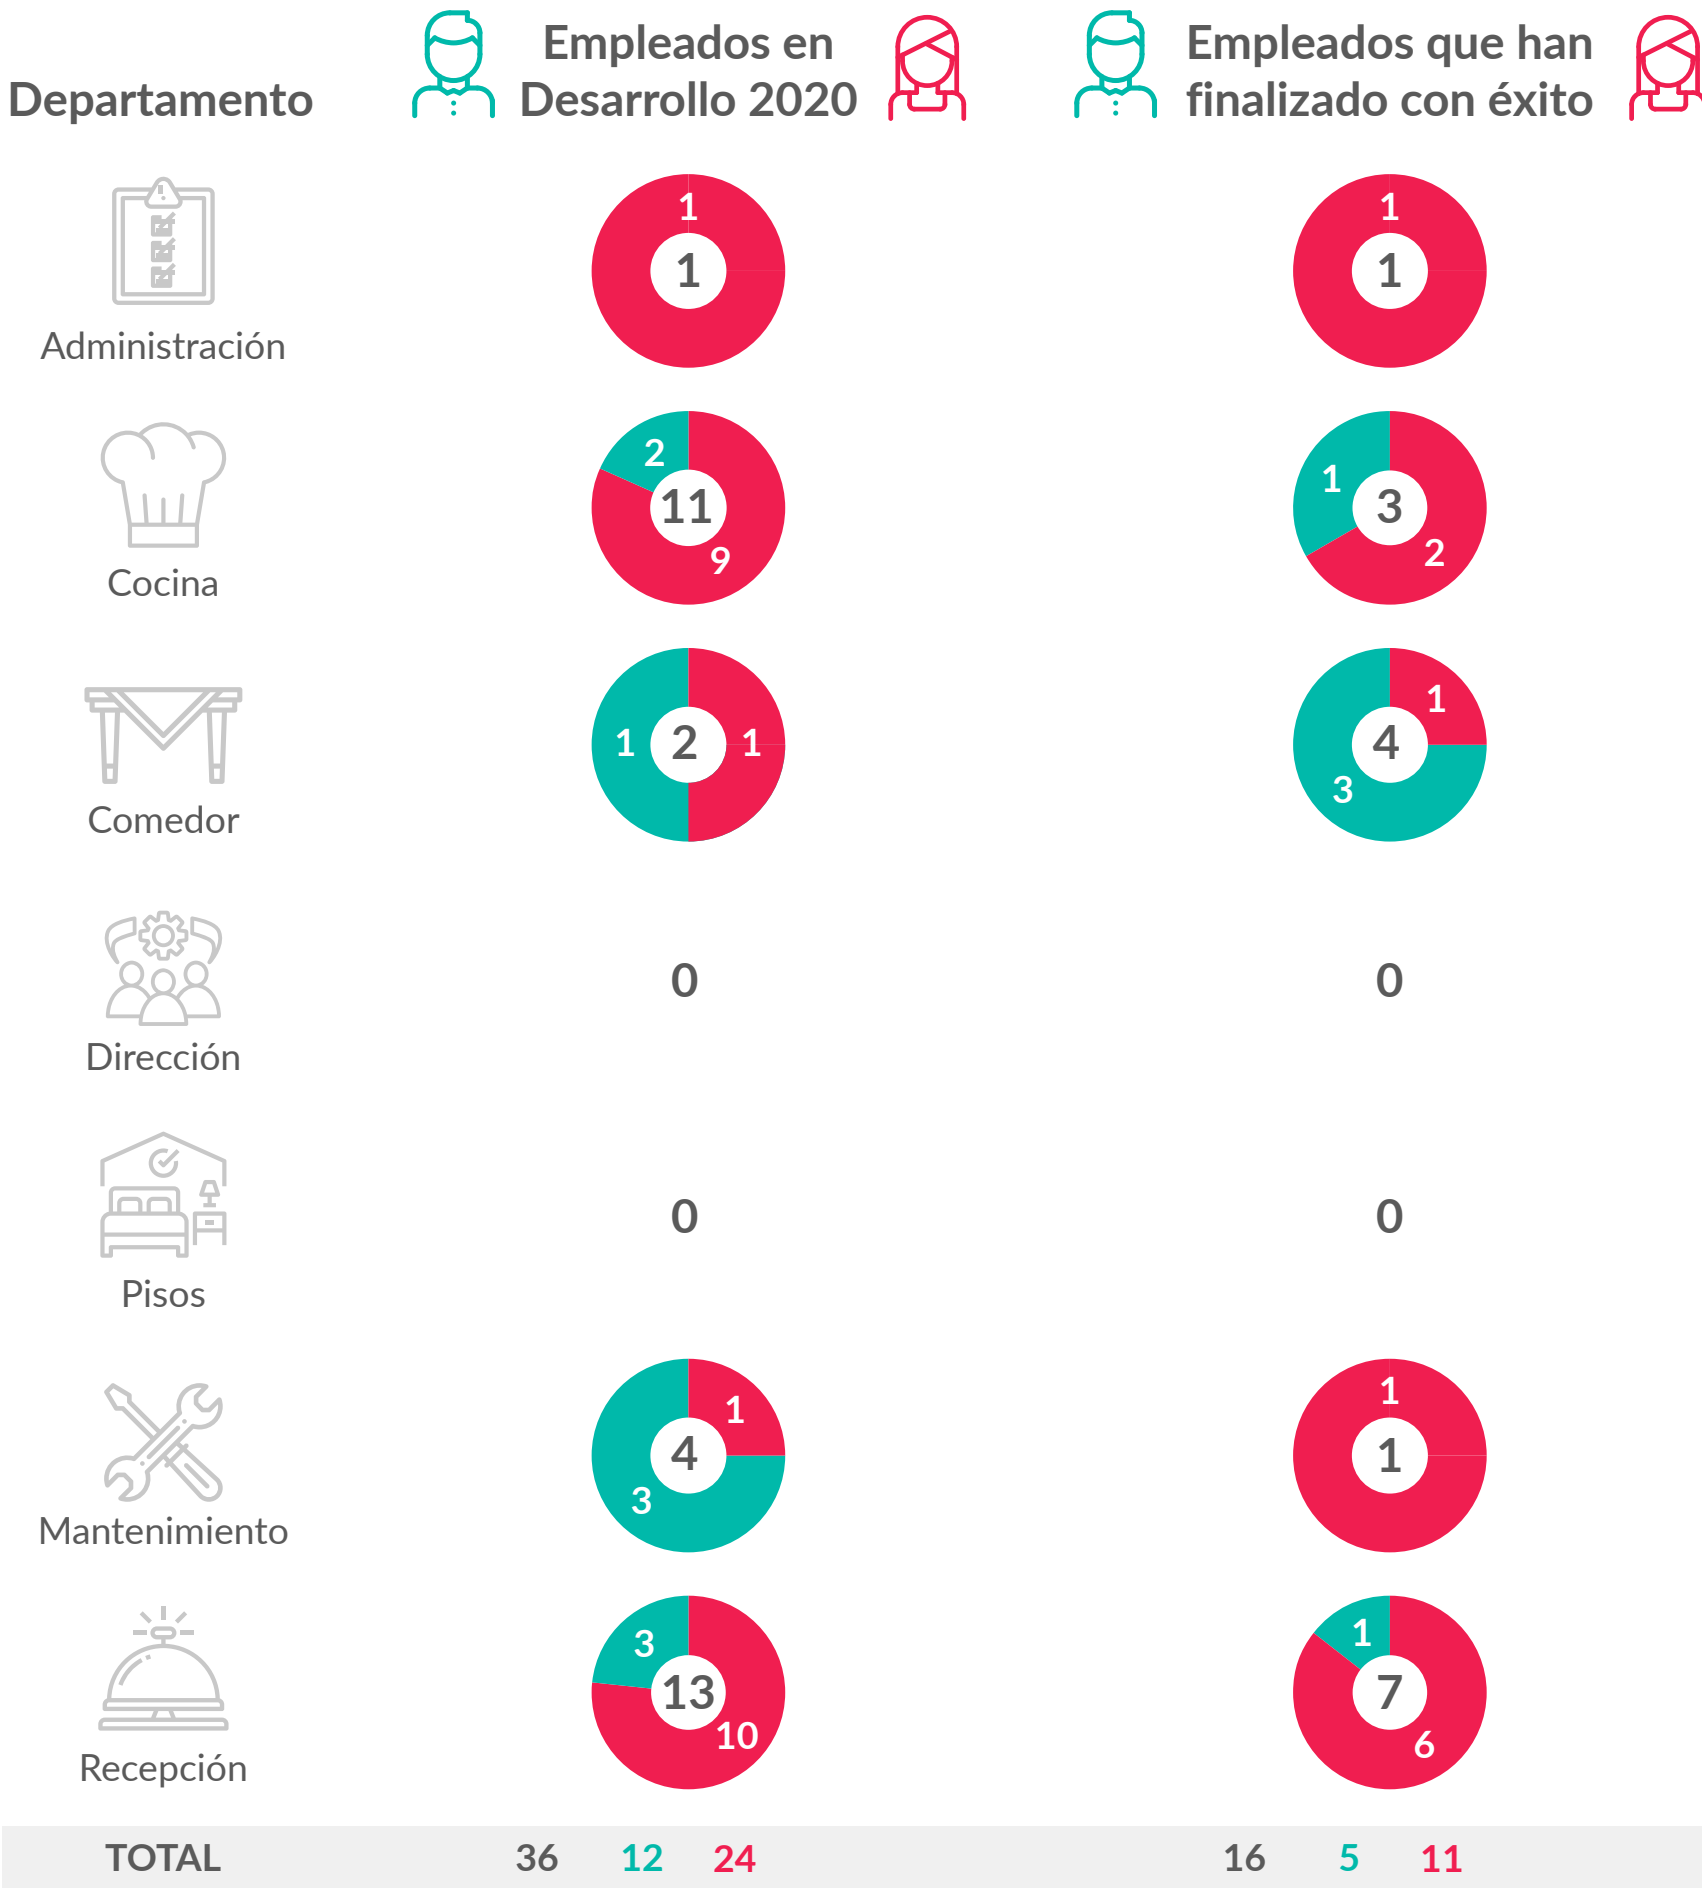 Departamento
Empleados en
Desarrollo 2020
Empleados que han
finalizado con éxito
Administración
1
1
1
1
Cocina
2
11
9
1
3
2
Comedor
1
2
1
1
4
3
Dirección
0
0
Pisos
0
0
Mantenimiento
1
4
3
1
1
Recepción
3
13
10
1
7
6
TOTAL 36 12 24 16 5 11